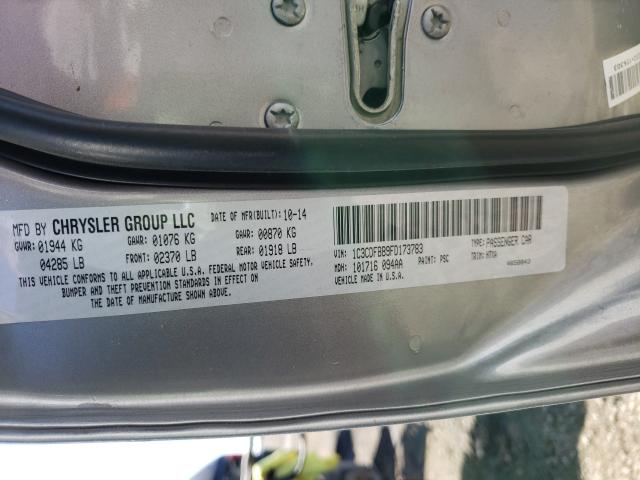 MFD BY CHRYSLER GROUP LLC DATE OF MFR(BUILT): 10-14
GVWR: 01944 KG GAWR: 01076 KG GAWR: 00870 KG
04285 LB FRONT: 02370 LB REAR: 01918 LB
THIS VEHICLE CONFORMS TO ALL APPLICABLE U.S.A. FEDERAL MOTOR VEHICLE SAFETY,
BUMPER AND THEFT PREVENTION STANDARDS IN EFFECT ON
THE DATE OF MANUFACTURE SHOWN ABOVE.
VIN: 1C3CDFBB9FD173783 TYPE: PASSENGER CAR
MDH: 101716 094AA PAINT: PSC TRIM:
VEHICLE MADE IN U.S.A.